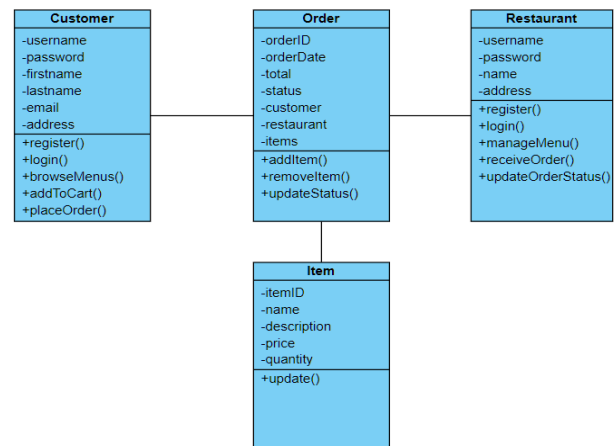 Customer
-username
-password
-firstname
-lastname
-email
-address
+register()
+login()
+browseMenus()
+addToCart()
+placeOrder()
Order
-orderID
-orderDate
-total
-status
-customer
-restaurant
-items
+addItem()
+removeItem()
+updateStatus()
Restaurant
-username
-password
-name
-address
+register()
+login()
+manageMenu()
+receiveOrder()
+updateOrderStatus()
Item
-itemID
-name
-description
-price
-quantity
+update()